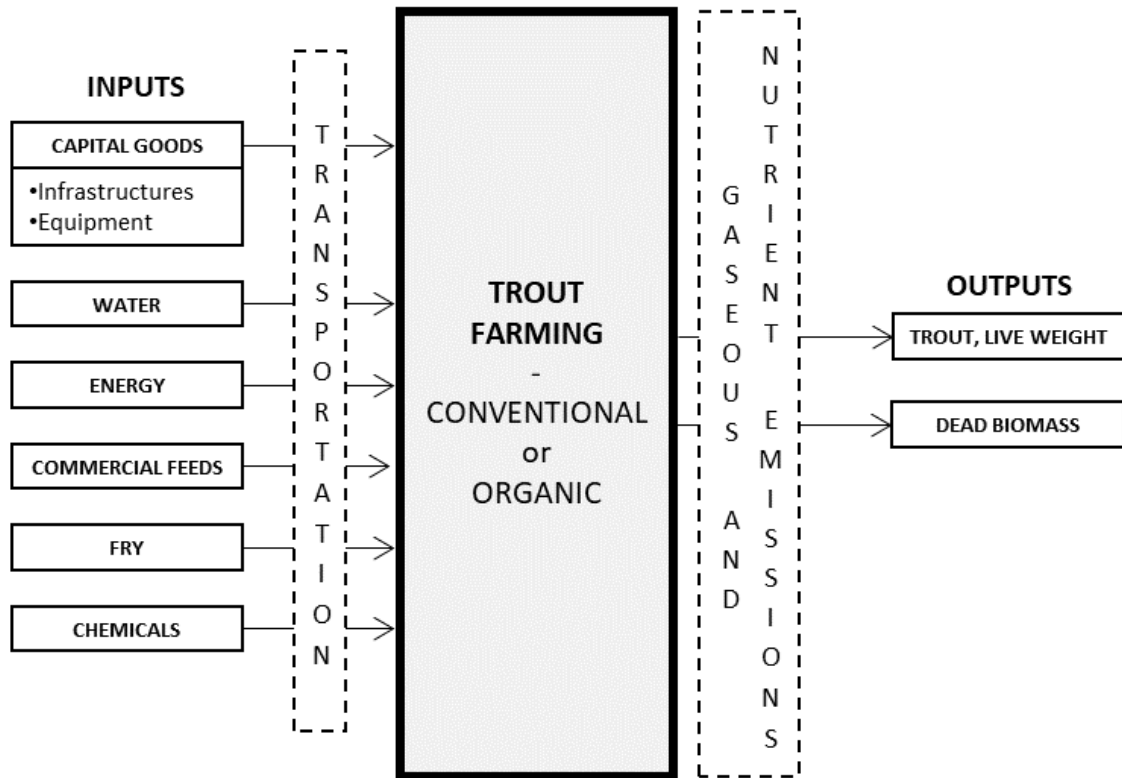 INPUTS
CAPITAL GOODS
•Infrastructures
•Equipment
WATER
ENERGY
COMMERCIAL FEEDS
FRY
CHEMICALS
TRANSPORTATION
TROUT
FARMING
-
CONVENTIONAL
or
ORGANIC
GASEOUS AND
NUTRIENT EMISSIONS
OUTPUTS
TROUT, LIVE WEIGHT
DEAD BIOMASS